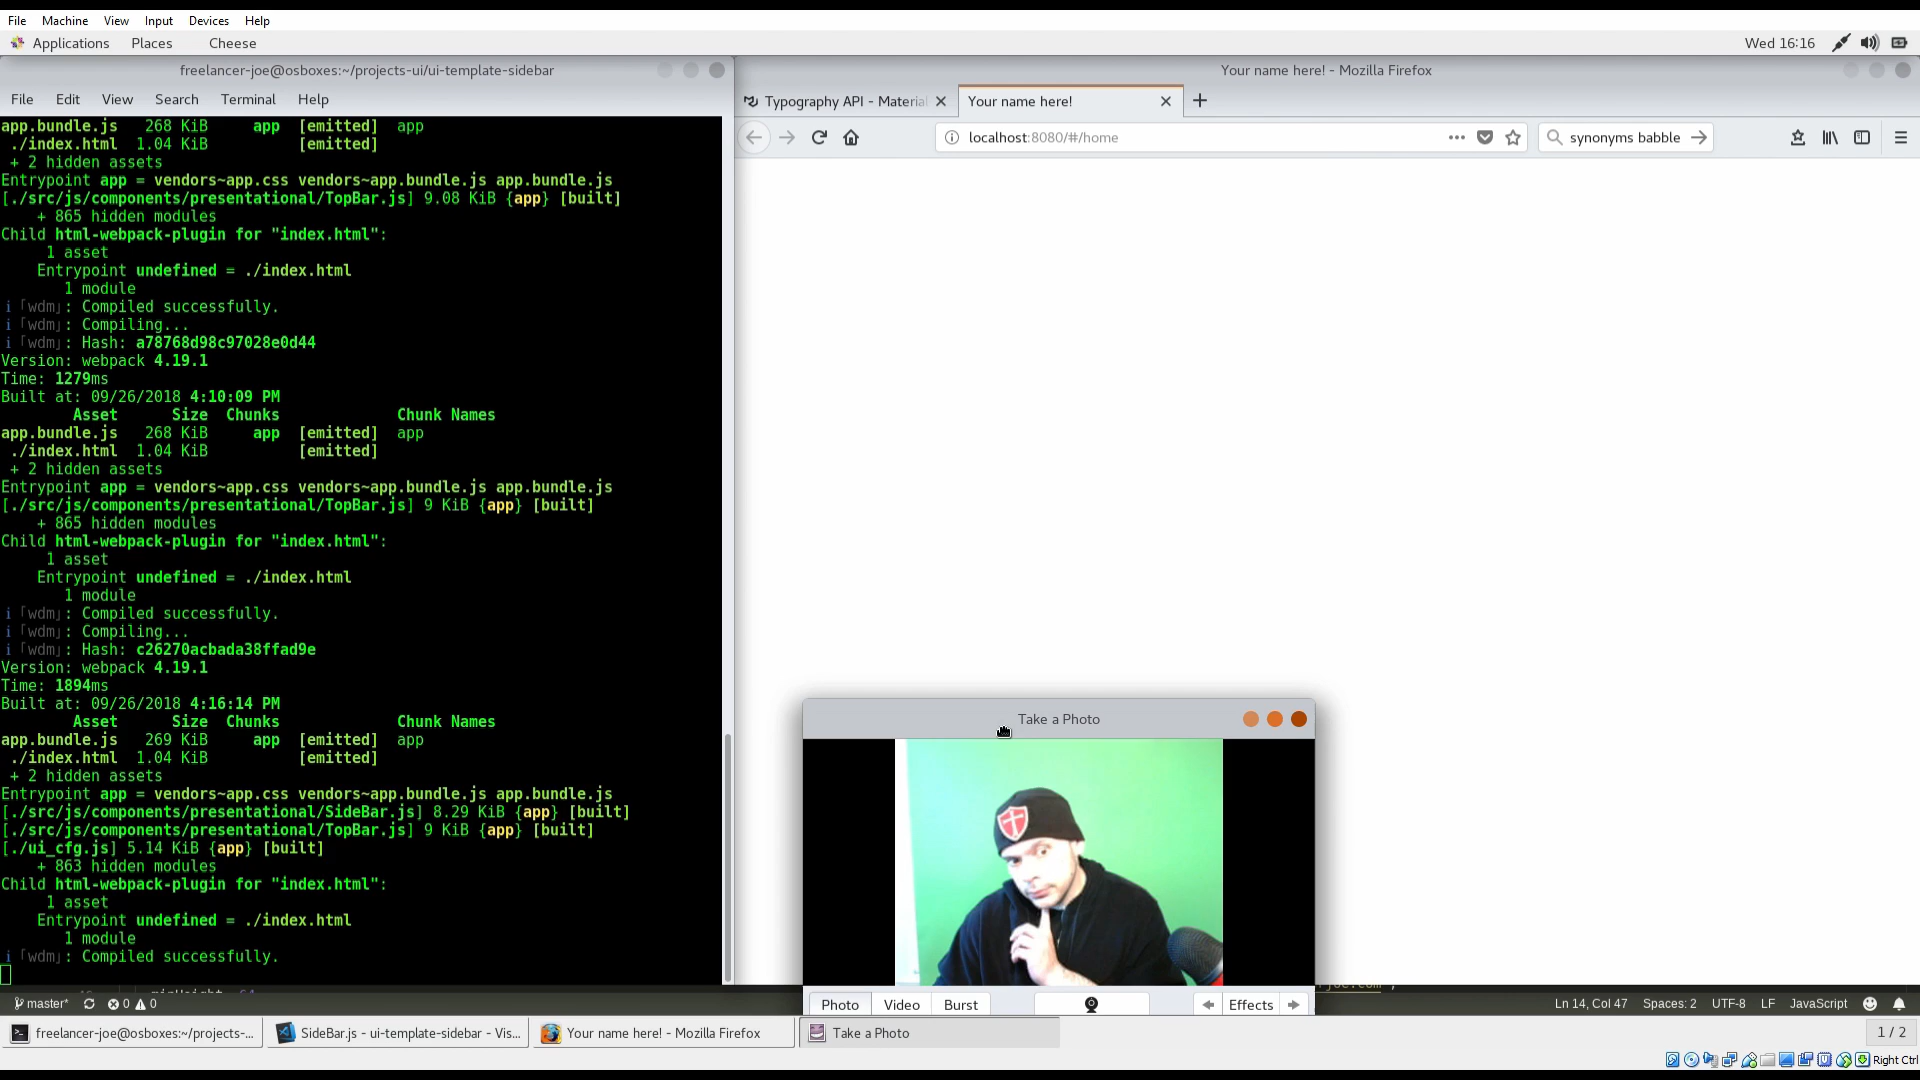 File Machine View Input Devices Help
Applications Places Cheese Wed 16:16
freelancer-joe@osboxes:~/projects-ui/ui-template-sidebar
File Edit View Search Terminal Help
app.bundle.js 268 KiB app [emitted] app
./index.html 1.04 KiB [emitted]
+ 2 hidden assets
Entrypoint app = vendors~app.css vendors~app.bundle.js app.bundle.js
[./src/js/components/presentational/TopBar.js] 9.08 KiB {app} [built]
+ 865 hidden modules
Child html-webpack-plugin for "index.html":
1 asset
Entrypoint undefined = ./index.html
1 module
i ｢wdm｣: Compiled successfully.
i ｢wdm｣: Compiling...
i ｢wdm｣: Hash: a78768d98c97028e0d44
Version: webpack 4.19.1
Time: 1279ms
Built at: 09/26/2018 4:10:09 PM
Asset Size Chunks Chunk Names
app.bundle.js 268 KiB app [emitted] app
./index.html 1.04 KiB [emitted]
+ 2 hidden assets
Entrypoint app = vendors~app.css vendors~app.bundle.js app.bundle.js
[./src/js/components/presentational/TopBar.js] 9 KiB {app} [built]
+ 865 hidden modules
Child html-webpack-plugin for "index.html":
1 asset
Entrypoint undefined = ./index.html
1 module
i ｢wdm｣: Compiled successfully.
i ｢wdm｣: Compiling...
i ｢wdm｣: Hash: c26270acbada38ffad9e
Version: webpack 4.19.1
Time: 1894ms
Built at: 09/26/2018 4:16:14 PM
Asset Size Chunks Chunk Names
app.bundle.js 269 KiB app [emitted] app
./index.html 1.04 KiB [emitted]
+ 2 hidden assets
Entrypoint app = vendors~app.css vendors~app.bundle.js app.bundle.js
[./src/js/components/presentational/SideBar.js] 8.29 KiB {app} [built]
[./src/js/components/presentational/TopBar.js] 9 KiB {app} [built]
[./ui_cfg.js] 5.14 KiB {app} [built]
+ 863 hidden modules
Child html-webpack-plugin for "index.html":
1 asset
Entrypoint undefined = ./index.html
1 module
i ｢wdm｣: Compiled successfully.
Your name here! - Mozilla Firefox
Typography API - Material Your name here!
localhost:8080/#/home synonyms babble
Take a Photo
Photo Video Burst Effects
master* 0 0 Ln 14, Col 47 Spaces: 2 UTF-8 LF JavaScript
freelancer-joe@osboxes:~/projects-... SideBar.js - ui-template-sidebar - Vis... Your name here! - Mozilla Firefox Take a Photo 1 / 2
Right Ctrl